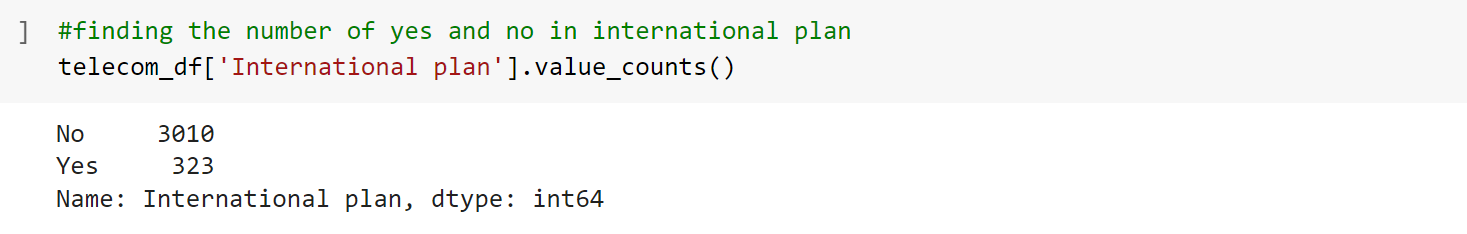 ] #finding the number of yes and no in international plan
telecom_df['International plan'].value_counts()
No     3010
Yes     323
Name: International plan, dtype: int64